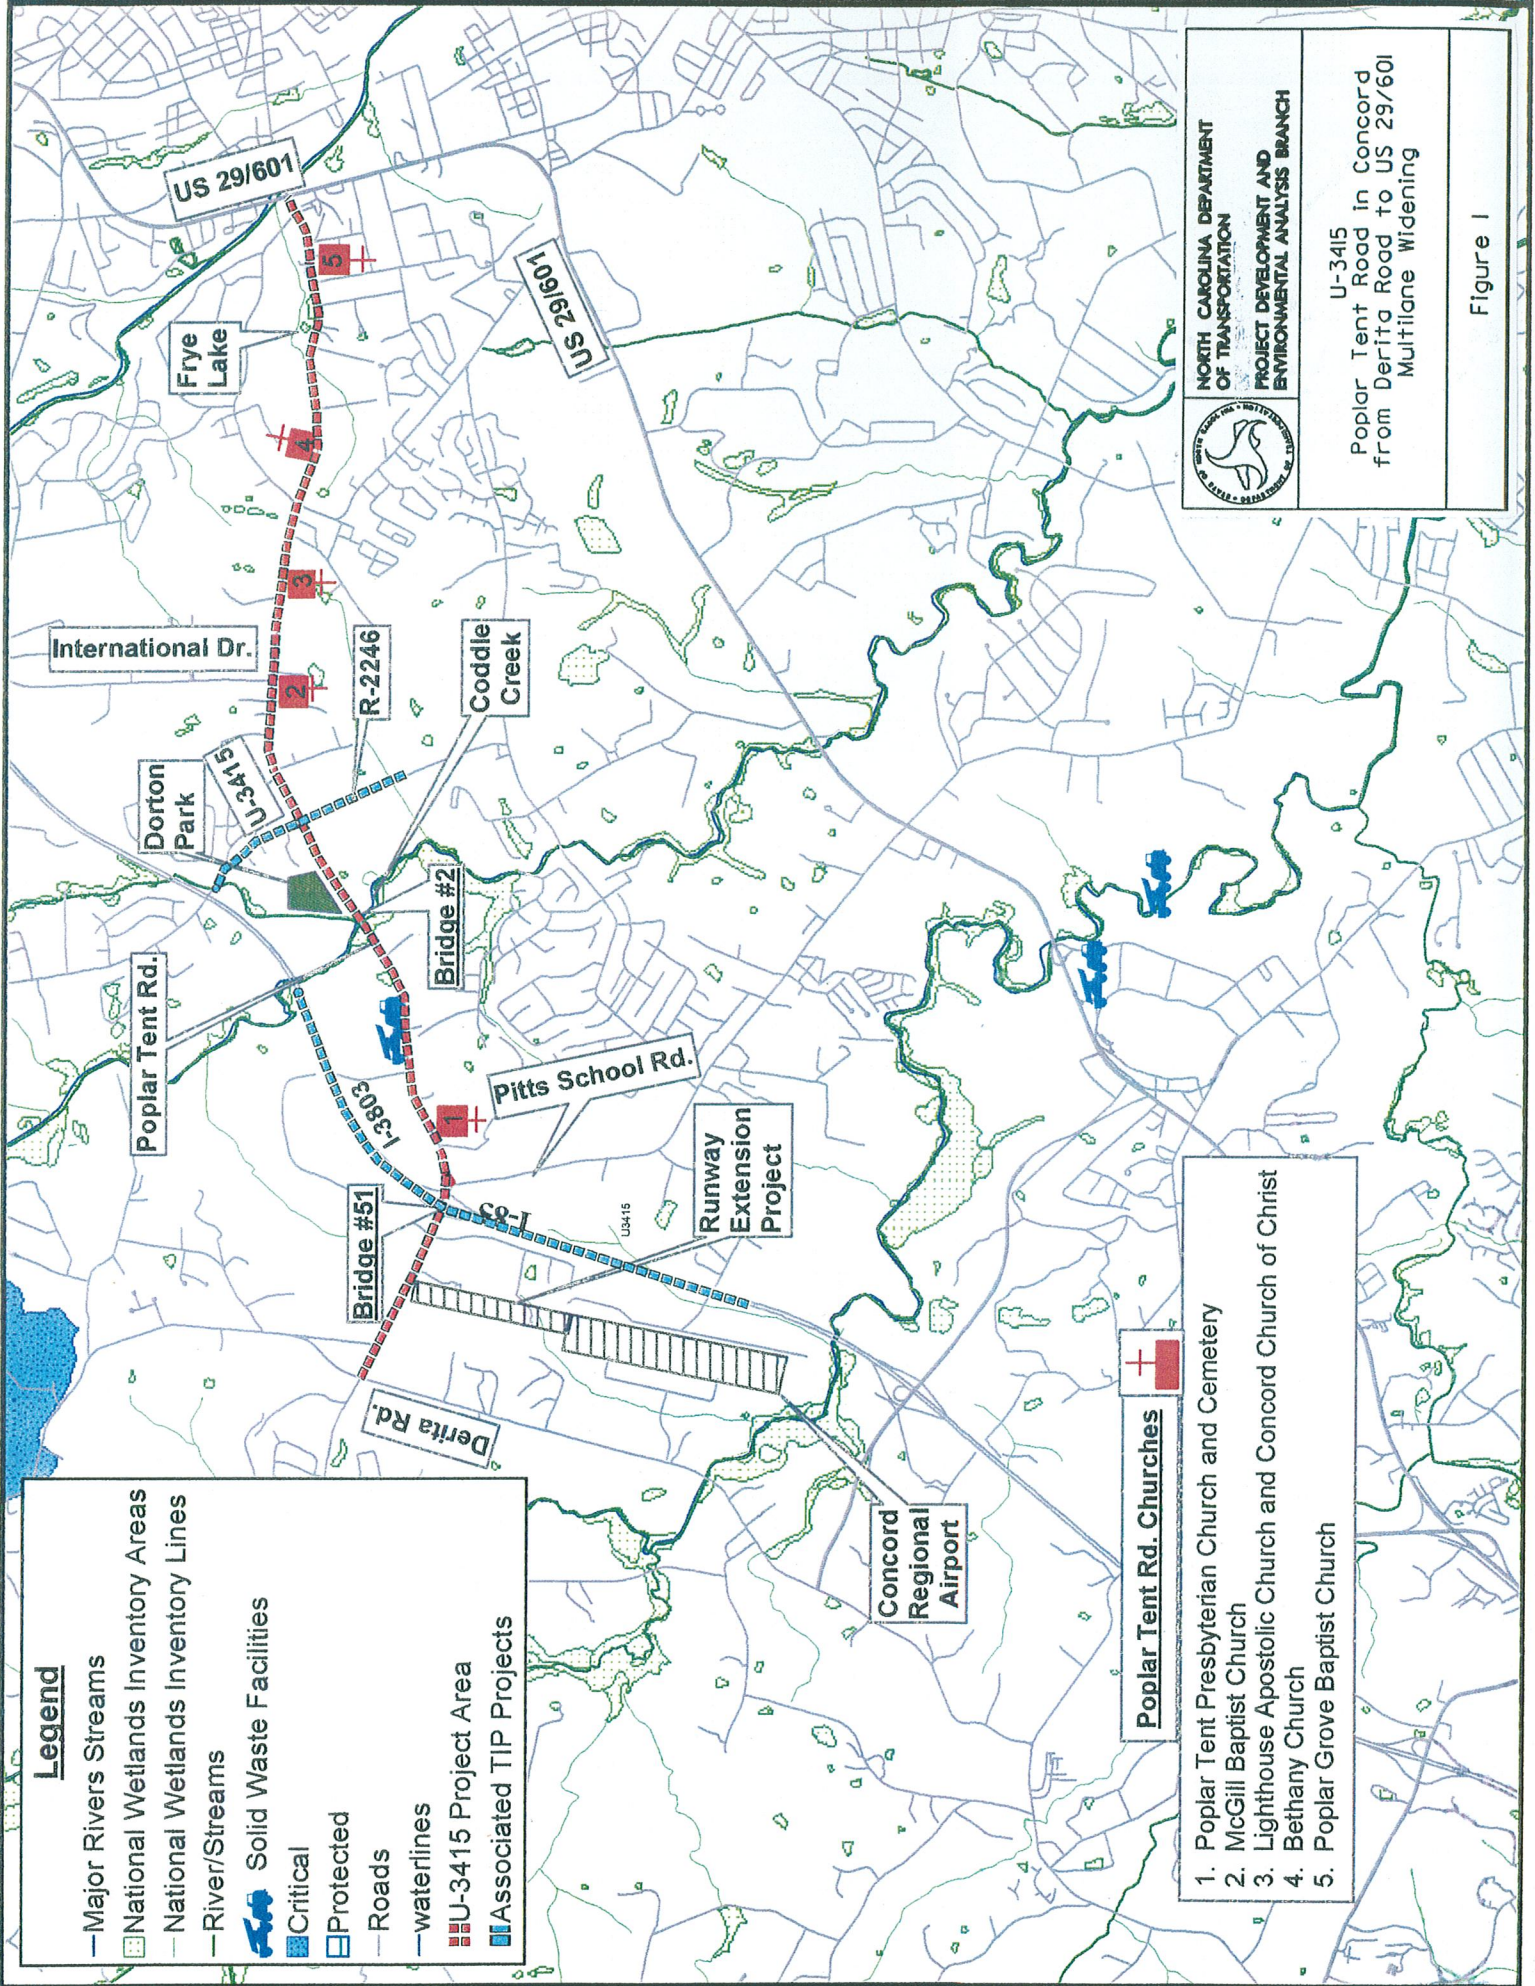 Legend
Major Rivers Streams
National Wetlands Inventory Areas
National Wetlands Inventory Lines
River/Streams
Solid Waste Facilities
Critical
Protected
Roads
waterlines
U-3415 Project Area
Associated TIP Projects
Derita Rd.
Bridge #51
Poplar Tent Rd.
Dorton
Park
International Dr.
Frye
Lake
US 29/601
U-3415
R-2246
Coddle
Creek
Bridge #2
I-3803
I-85
Pitts School Rd.
U3415
Runway
Extension
Project
Concord
Regional
Airport
US 29/601
1
2
3
4
5
Poplar Tent Rd. Churches
1. Poplar Tent Presbyterian Church and Cemetery
2. McGill Baptist Church
3. Lighthouse Apostolic Church and Concord Church of Christ
4. Bethany Church
5. Poplar Grove Baptist Church
NORTH CAROLINA DEPARTMENT
OF TRANSPORTATION
PROJECT DEVELOPMENT AND
ENVIRONMENTAL ANALYSIS BRANCH
U-3415
Poplar Tent Road in Concord
from Derita Road to US 29/601
Multilane Widening
Figure 1